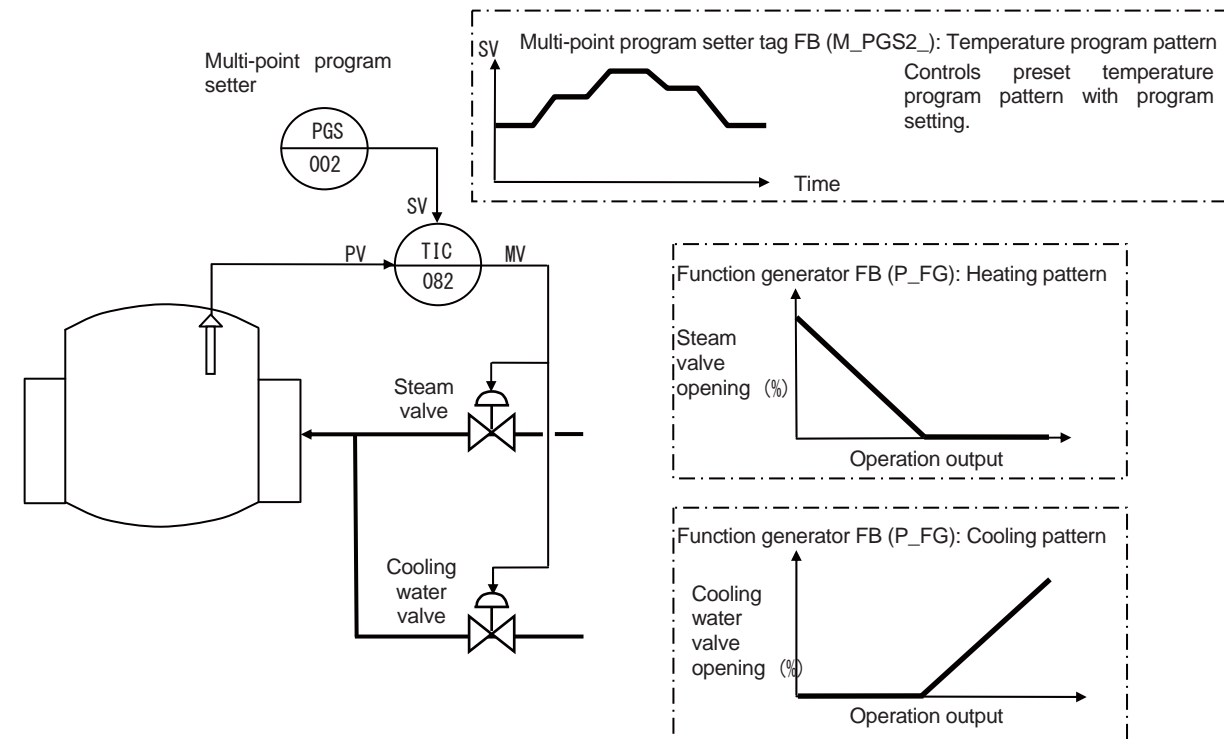 Multi-point program
setter
PGS
002
SV
Multi-point program setter tag FB (M_PGS2_): Temperature program pattern
Controls preset temperature
program pattern with program
setting.
Time
SV
PV
TIC
082
MV
Steam
valve
Cooling
water
valve
Function generator FB (P_FG): Heating pattern
Steam
valve
opening (%)
Operation output
Function generator FB (P_FG): Cooling pattern
Cooling
water
valve
opening (%)
Operation output